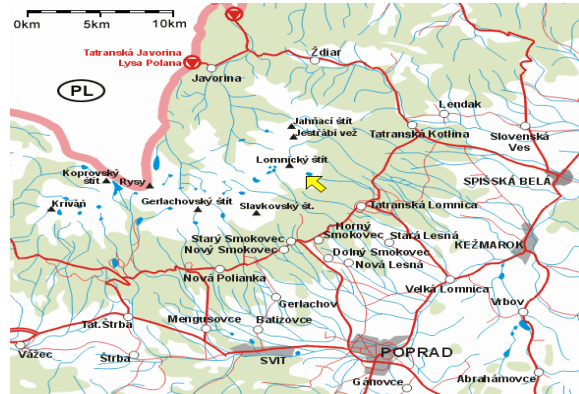 0km 5km 10km
Tatranská Javorina
Lysa Polana
PL
Javorina
Ždiar
Lendak
Jahňací štít
Jestřábí vež
Tatranská Kotlina
Slovenská
Ves
Lomnický štít
Koprovský
štít
Rysy
SPIŠSKÁ BELÁ
Kriváň
Gerlachovský štít
Slavkovský št.
Tatranská Lomnica
Horný
Smokovec
Starý Smokovec
Nový Smokovec
Stará Lesná
KEŽMAROK
Dolný Smokovec
Nová Lesná
Nová Polianka
Veľká Lomnica
Gerlachov
Vrbov
Tat.Štrba
Mengusovce
Batizovce
Važec
Štrba
SVIT
POPRAD
Gánovce
Abrahámovce